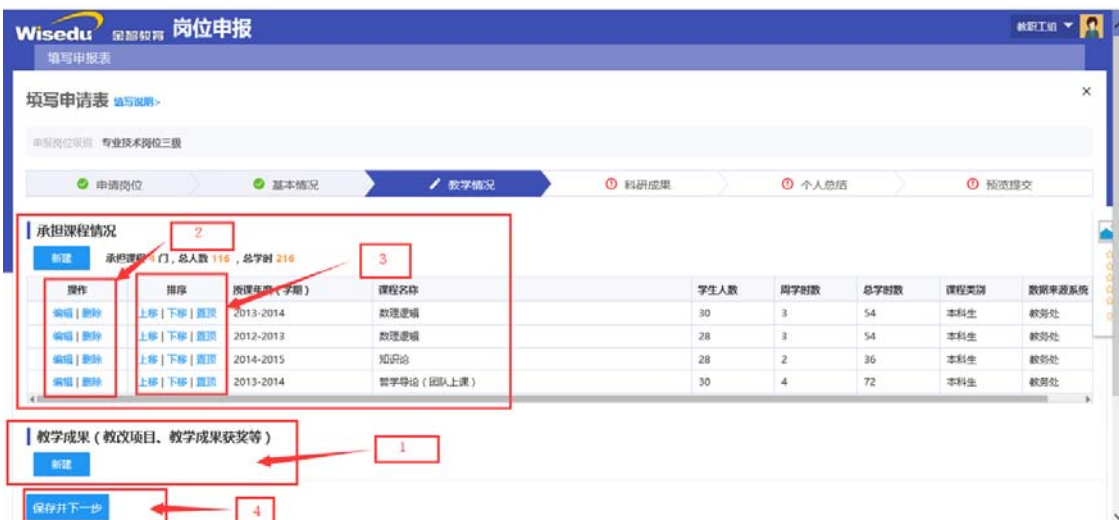 Wisedu 金智教育 岗位申报 教职工组
填写申报表
填写申请表 填写说明>
申报岗位级别 专业技术岗位三级
申请岗位 基本情况 教学情况 科研成果 个人总结 预览提交
承担课程情况 2
新建 承担课程 4 门，总人数 116 ，总学时 216 3
操作 排序 授课年度(学期) 课程名称 学生人数 周学时数 总学时数 课程类别 数据来源系统
编辑 | 删除 上移 | 下移 | 置顶 2013-2014 数理逻辑 30 3 54 本科生 教务处
编辑 | 删除 上移 | 下移 | 置顶 2012-2013 数理逻辑 28 3 54 本科生 教务处
编辑 | 删除 上移 | 下移 | 置顶 2014-2015 知识论 28 2 36 本科生 教务处
编辑 | 删除 上移 | 下移 | 置顶 2013-2014 哲学导论（团队上课） 30 4 72 本科生 教务处
教学成果（教改项目、教学成果获奖等） 1
新建
保存并下一步 4